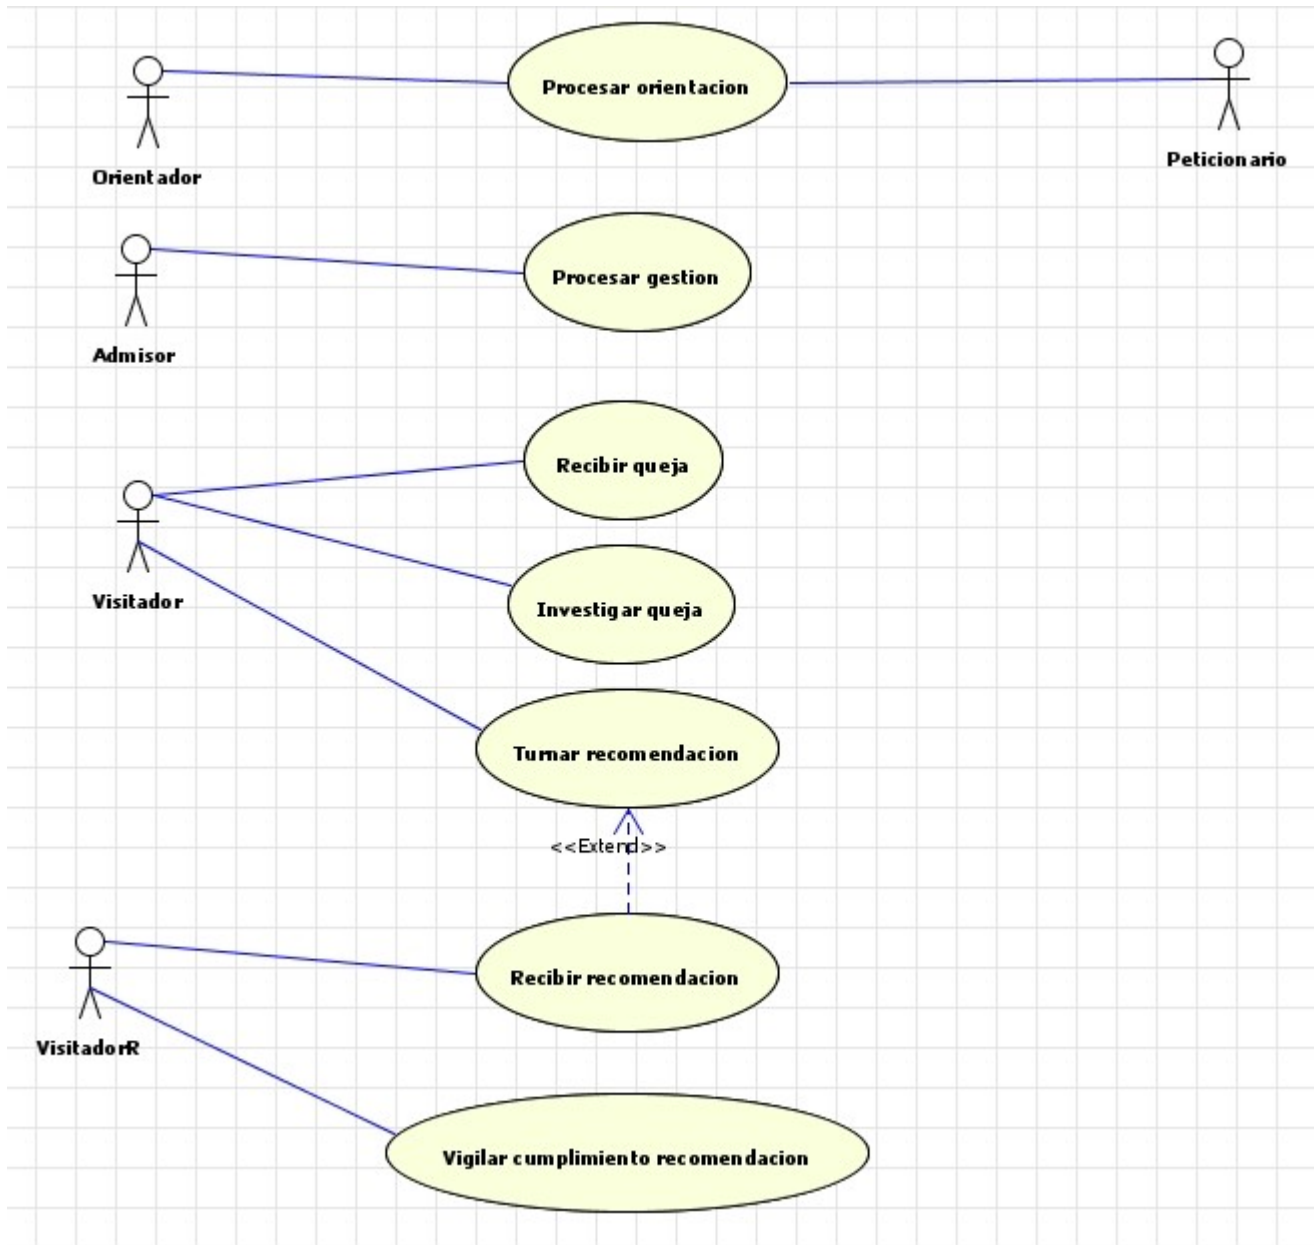 Procesar orientacion
Orientador
Peticionario
Procesar gestion
Admisor
Recibir queja
Visitador
Investigar queja
Turnar recomendacion
<<Extend>>
Recibir recomendacion
VisitadorR
Vigilar cumplimiento recomendacion